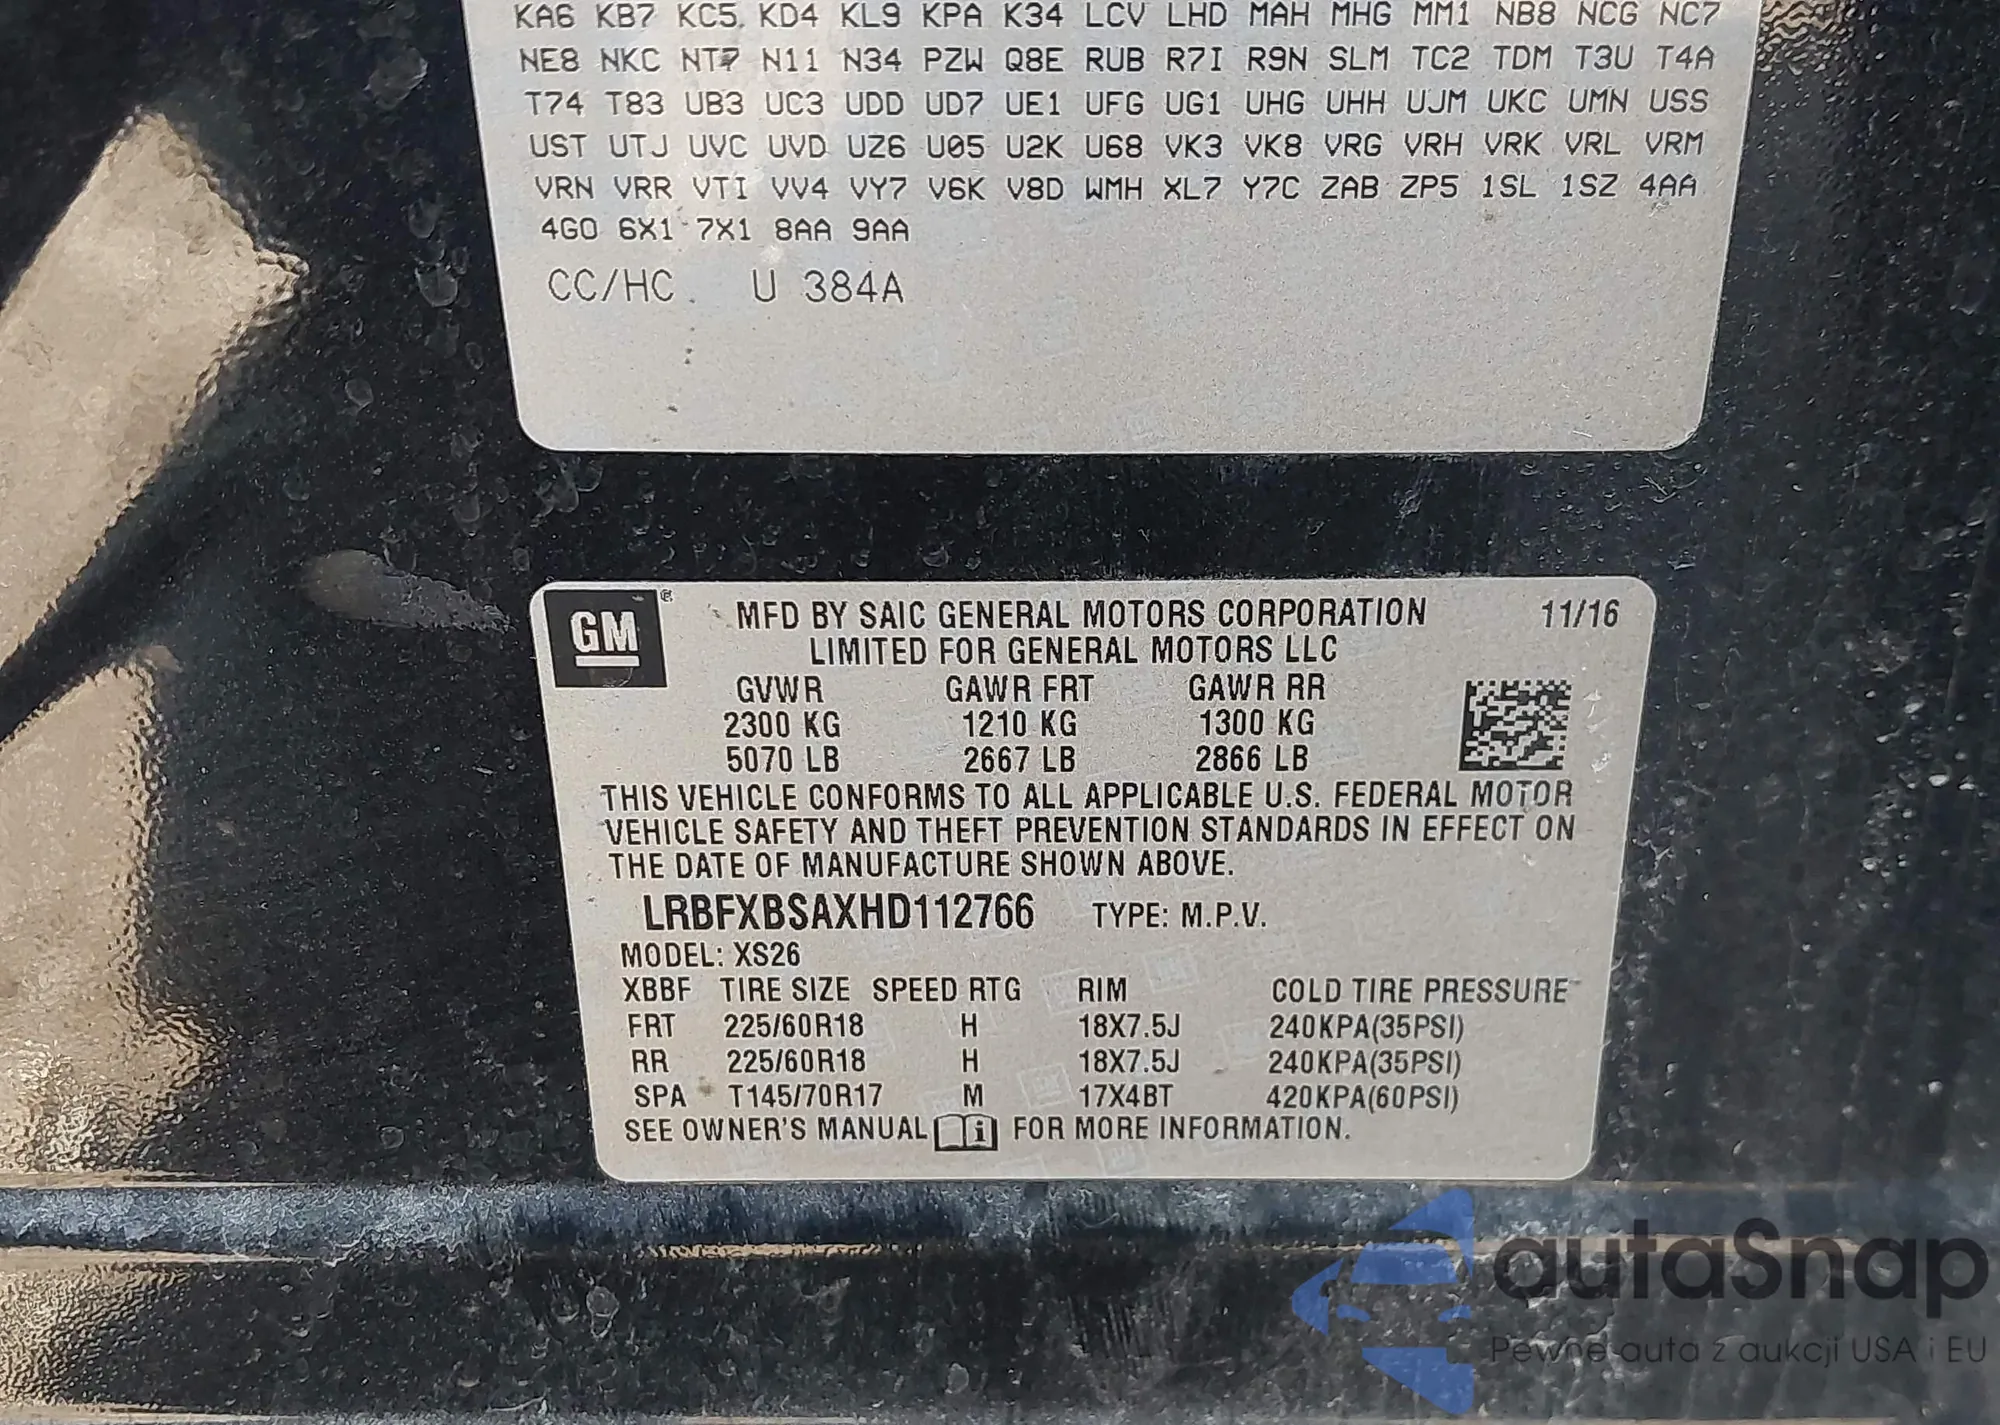 KA6 KB7 KC5 KD4 KL9 KPA K34 LCV LHD MAH MHG MM1 NB8 NCG NC7
NE8 NKC NT7 N11 N34 PZW Q8E RUB R7I R9N SLM TC2 TDM T3U T4A
T74 T83 UB3 UC3 UDD UD7 UE1 UFG UG1 UHG UHH UJM UKC UMN USS
UST UTJ UVC UVD UZ6 U05 U2K U68 VK3 VK8 VRG VRH VRK VRL VRM
VRN VRR VTI VV4 VY7 V6K V8D WMH XL7 Y7C ZAB ZP5 1SL 1SZ 4AA
4GO 6X1 7X1 8AA 9AA
CC/HC U 384A
GM ® MFD BY SAIC GENERAL MOTORS CORPORATION 11/16
LIMITED FOR GENERAL MOTORS LLC
GVWR GAWR FRT GAWR RR
2300 KG 1210 KG 1300 KG
5070 LB 2667 LB 2866 LB
THIS VEHICLE CONFORMS TO ALL APPLICABLE U.S. FEDERAL MOTOR
VEHICLE SAFETY AND THEFT PREVENTION STANDARDS IN EFFECT ON
THE DATE OF MANUFACTURE SHOWN ABOVE.
LRBFXBSAXHD112766 TYPE: M.P.V.
MODEL: XS26
XBBF TIRE SIZE SPEED RTG RIM COLD TIRE PRESSURE
FRT 225/60R18 H 18X7.5J 240KPA(35PSI)
RR 225/60R18 H 18X7.5J 240KPA(35PSI)
SPA T145/70R17 M 17X4BT 420KPA(60PSI)
SEE OWNER'S MANUAL FOR MORE INFORMATION.
autaSnap
Pewne auta z aukcji USA i EU